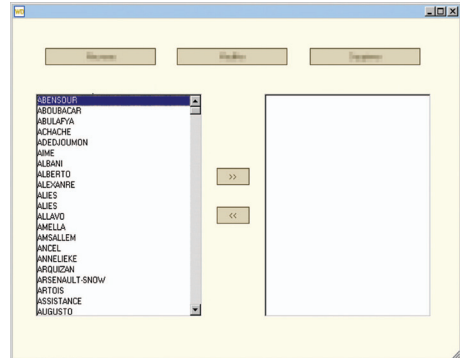 ABENSOUR
ABOUBACAR
ABULAFYA
ACHACHE
ADEDJOUMON
AIME
ALBANI
ALBERTO
ALEXANRE
ALIES
ALIES
ALLAVO
AMELLA
AMSALLEM
ANCEL
ANNELIEKE
ARQUIZAN
ARSENAULT-SNOW
ARTOIS
ASSISTANCE
AUGUSTO
>>
<<